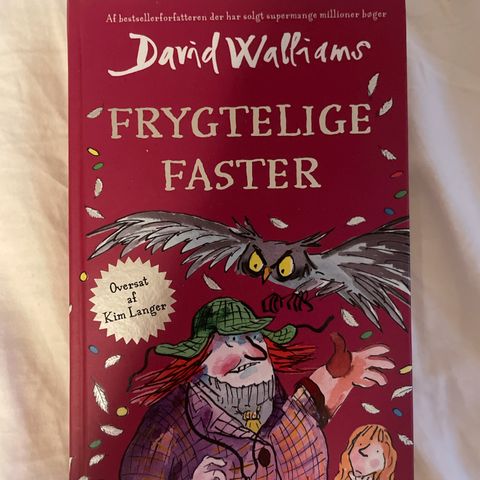 Af bestsellerforfatteren der har solgt supermange millioner bøger
David Walliams
FRYGTELIGE
FASTER
Oversat
af
Kim Langer